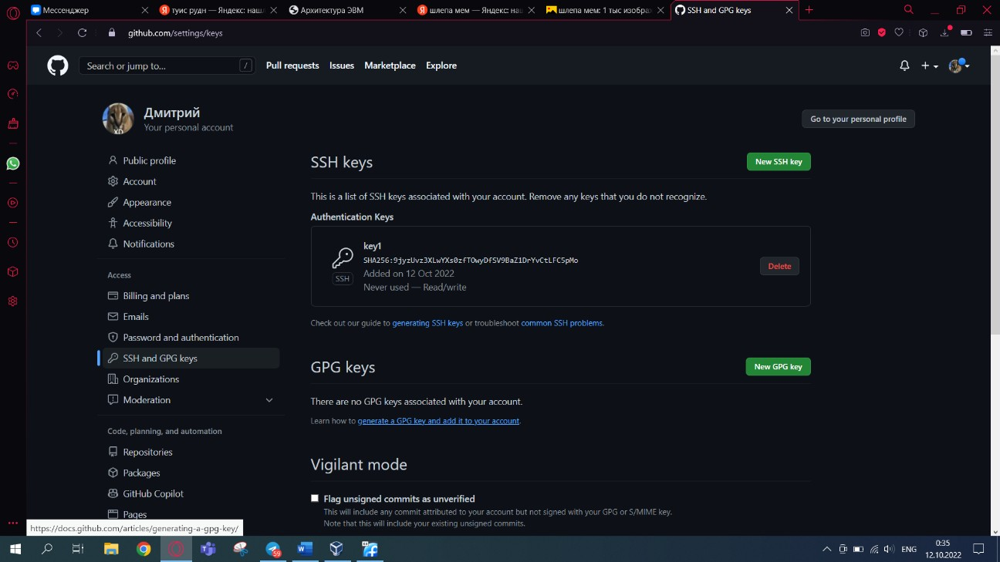 Мессенджер
туис рудн — Яндекс: наш
Архитектура ЭВМ
шлепа мем — Яндекс: на
шлепа мем: 1 тыс изобра
SSH and GPG keys
github.com/settings/keys
Search or jump to...
/
Pull requests
Issues
Marketplace
Explore
Дмитрий
Your personal account
Go to your personal profile
XD
Public profile
Account
Appearance
Accessibility
Notifications
Access
Billing and plans
Emails
Password and authentication
SSH and GPG keys
Organizations
Moderation
Code, planning, and automation
Repositories
Packages
GitHub Copilot
Pages
SSH keys
New SSH key
This is a list of SSH keys associated with your account. Remove any keys that you do not recognize.
Authentication Keys
key1
SHA256:9jyzUvz3XLwYXs0zfTOwyDfSV9BaZ1DrYvCtLFC5pMo
SSH
Added on 12 Oct 2022
Never used — Read/write
Delete
Check out our guide to generating SSH keys or troubleshoot common SSH problems.
GPG keys
New GPG key
There are no GPG keys associated with your account.
Learn how to generate a GPG key and add it to your account.
Vigilant mode
Flag unsigned commits as unverified
This will include any commit attributed to your account but not signed with your GPG or S/MIME key.
Note that this will include your existing unsigned commits.
https://docs.github.com/articles/generating-a-gpg-key/
59
ENG
0:35
12.10.2022